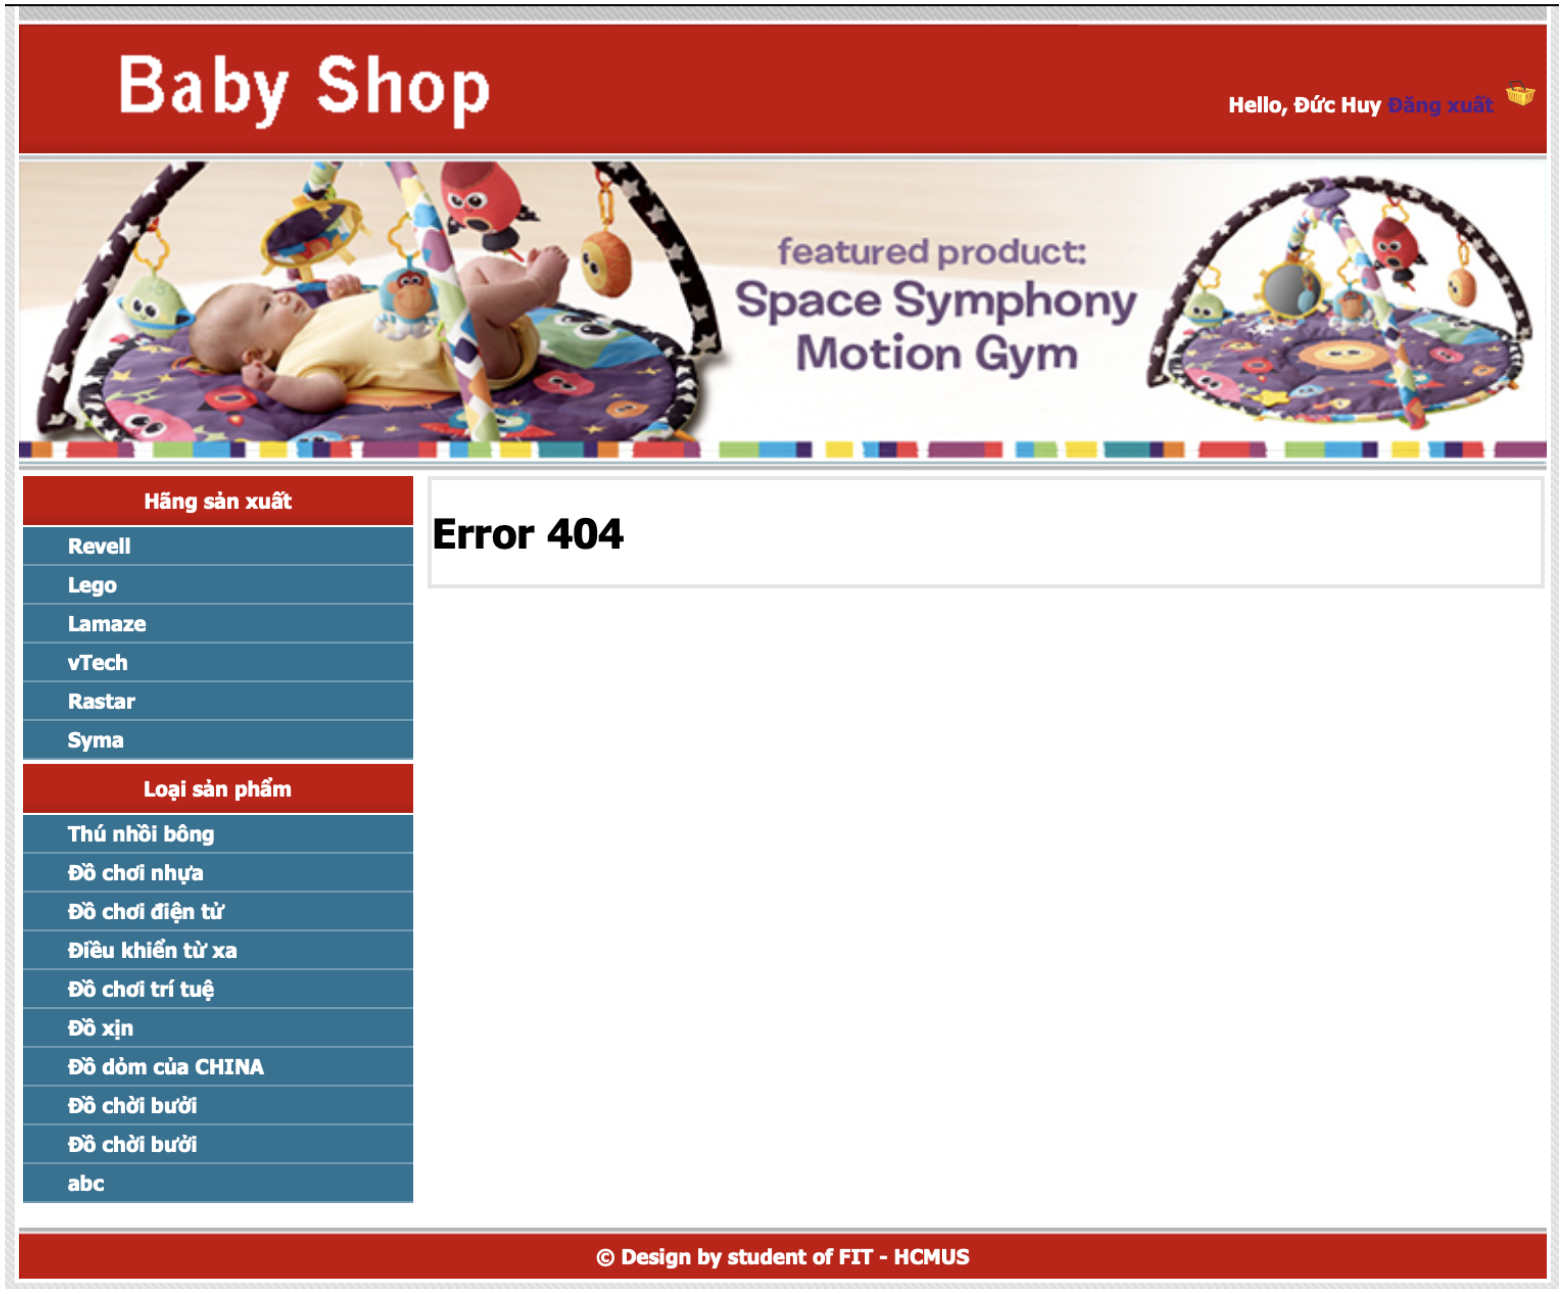 Baby Shop
Hello, Đức Huy Đăng xuất
featured product:
Space Symphony
Motion Gym
Hãng sản xuất
Revell
Lego
Lamaze
vTech
Rastar
Syma
Loại sản phẩm
Thú nhồi bông
Đồ chơi nhựa
Đồ chơi điện tử
Điều khiển từ xa
Đồ chơi trí tuệ
Đồ xịn
Đồ dỏm của CHINA
Đồ chời bưởi
Đồ chời bưởi
abc
Error 404
© Design by student of FIT - HCMUS